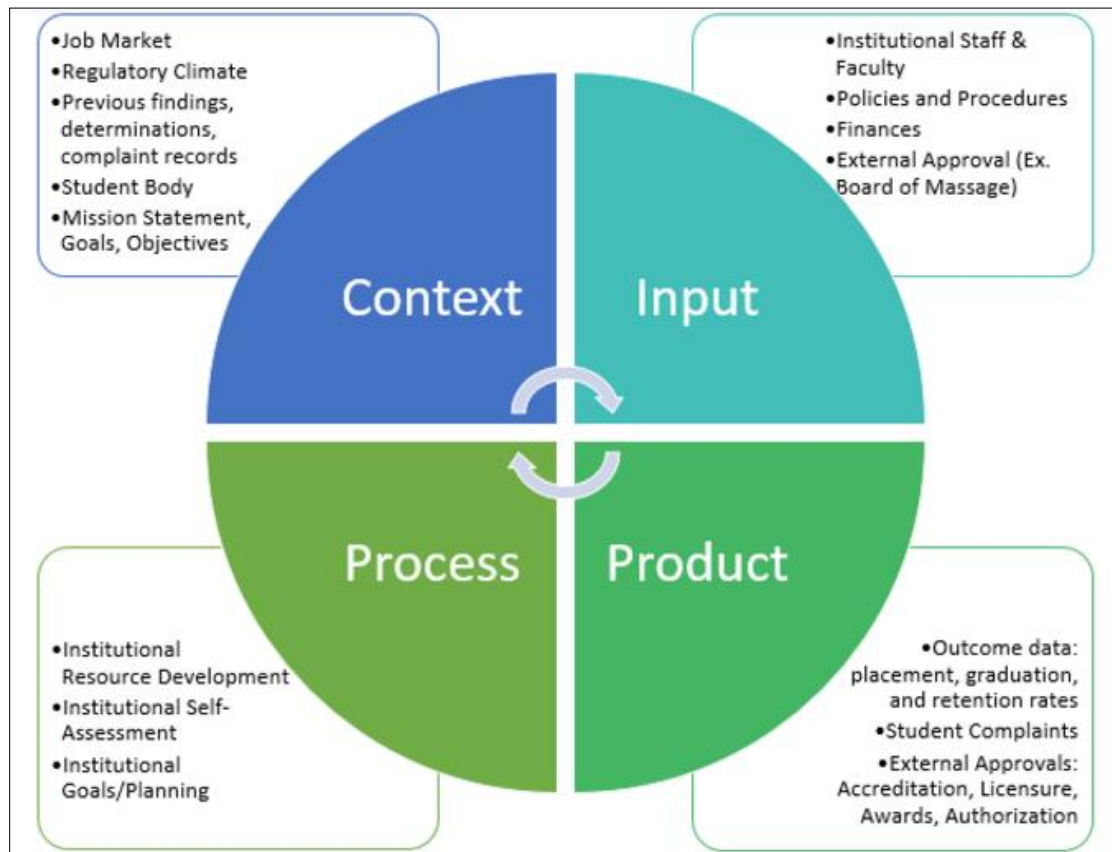 •Job Market
•Regulatory Climate
•Previous findings,
determinations,
complaint records
•Student Body
•Mission Statement,
Goals, Objectives
•Institutional Staff &
Faculty
•Policies and Procedures
•Finances
•External Approval (Ex.
Board of Massage)
Context
Input
Process
Product
•Institutional
Resource Development
•Institutional Self-
Assessment
•Institutional
Goals/Planning
•Outcome data:
placement, graduation,
and retention rates
•Student Complaints
•External Approvals:
Accreditation, Licensure,
Awards, Authorization